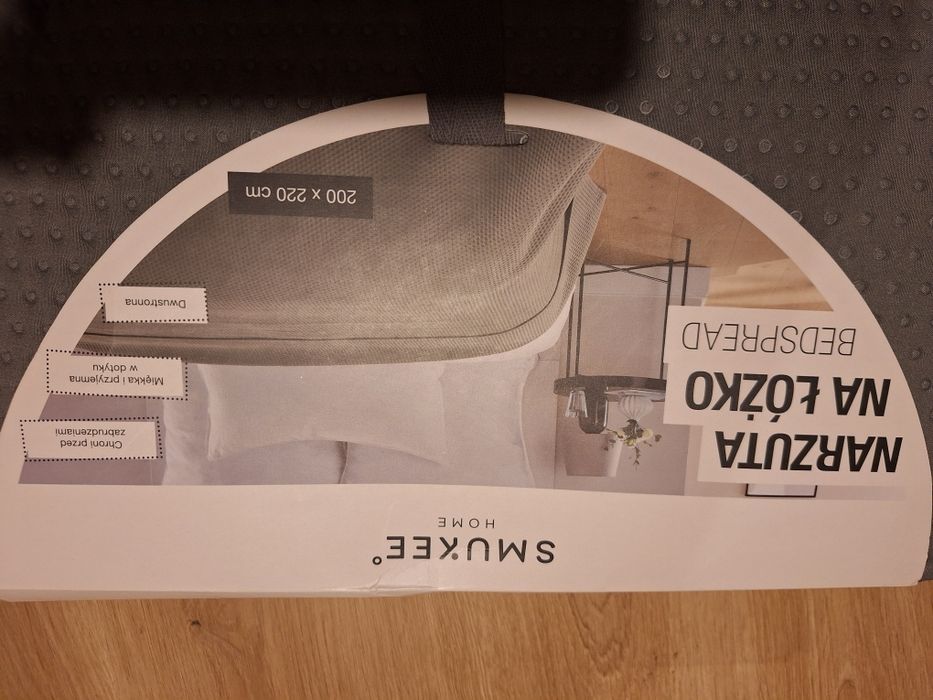 SMUKEE°
HOME
NARZUTA
NA ŁÓŻKO
BEDSPREAD
Chroni przed
zabrudzeniami
Miękka i przyjemna
w dotyku
Dwustronna
200 x 220 cm